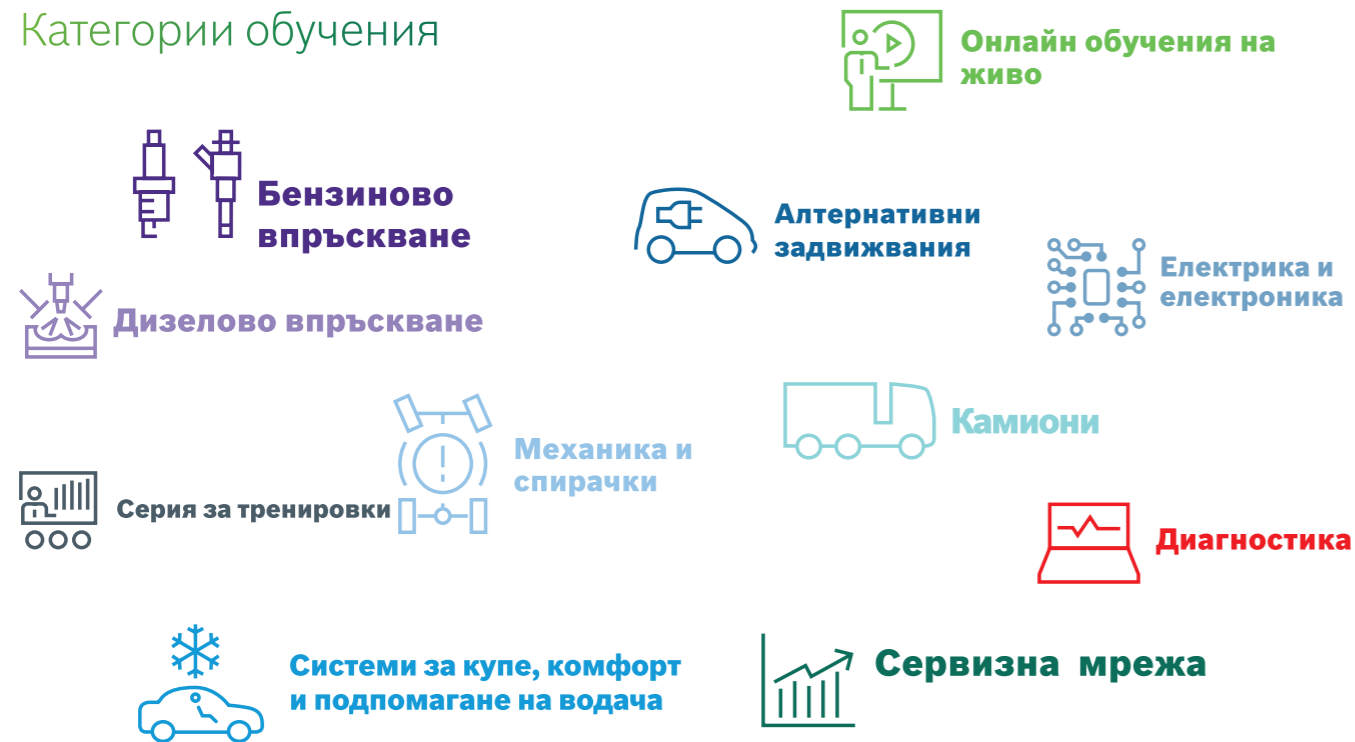 Категории обучения
Онлайн обучения на
живо
Бензиново
впръскване
Алтернативни
задвижвания
Електрика и
електроника
Дизелово впръскване
Камиони
Механика и
спирачки
Серия за тренировки
Диагностика
Системи за купе, комфорт
и подпомагане на водача
Сервизна мрежа